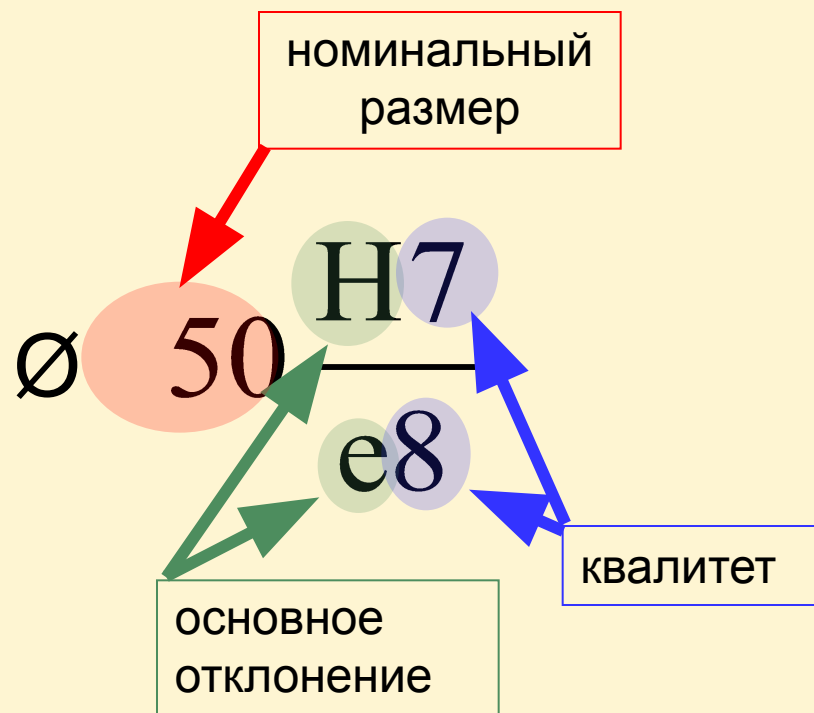 номинальный
размер
H7
Ø 50
e8
квалитет
основное
отклонение